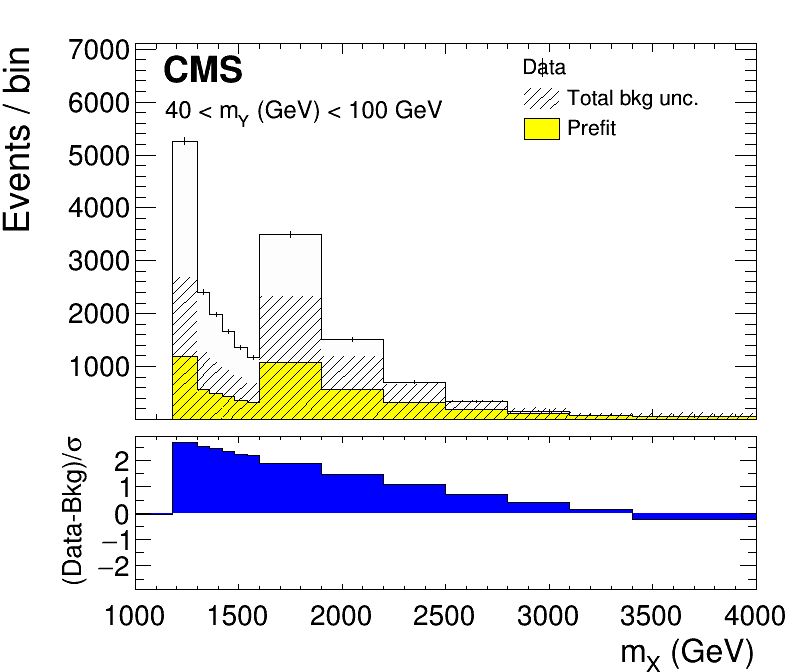 7000
6000
5000
4000
3000
2000
1000
Events / bin
CMS
40 < m_Y (GeV) < 100 GeV
Data
Total bkg unc.
Prefit
(Data-Bkg)/σ
2
1
0
−1
−2
1000 1500 2000 2500 3000 3500 4000
m_X (GeV)